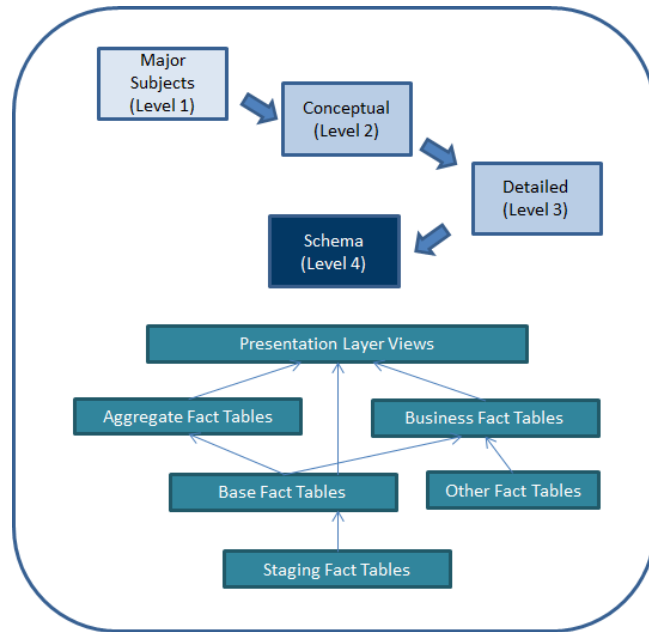 Major
Subjects
(Level 1)
Conceptual
(Level 2)
Detailed
(Level 3)
Schema
(Level 4)
Presentation Layer Views
Aggregate Fact Tables
Business Fact Tables
Base Fact Tables
Other Fact Tables
Staging Fact Tables